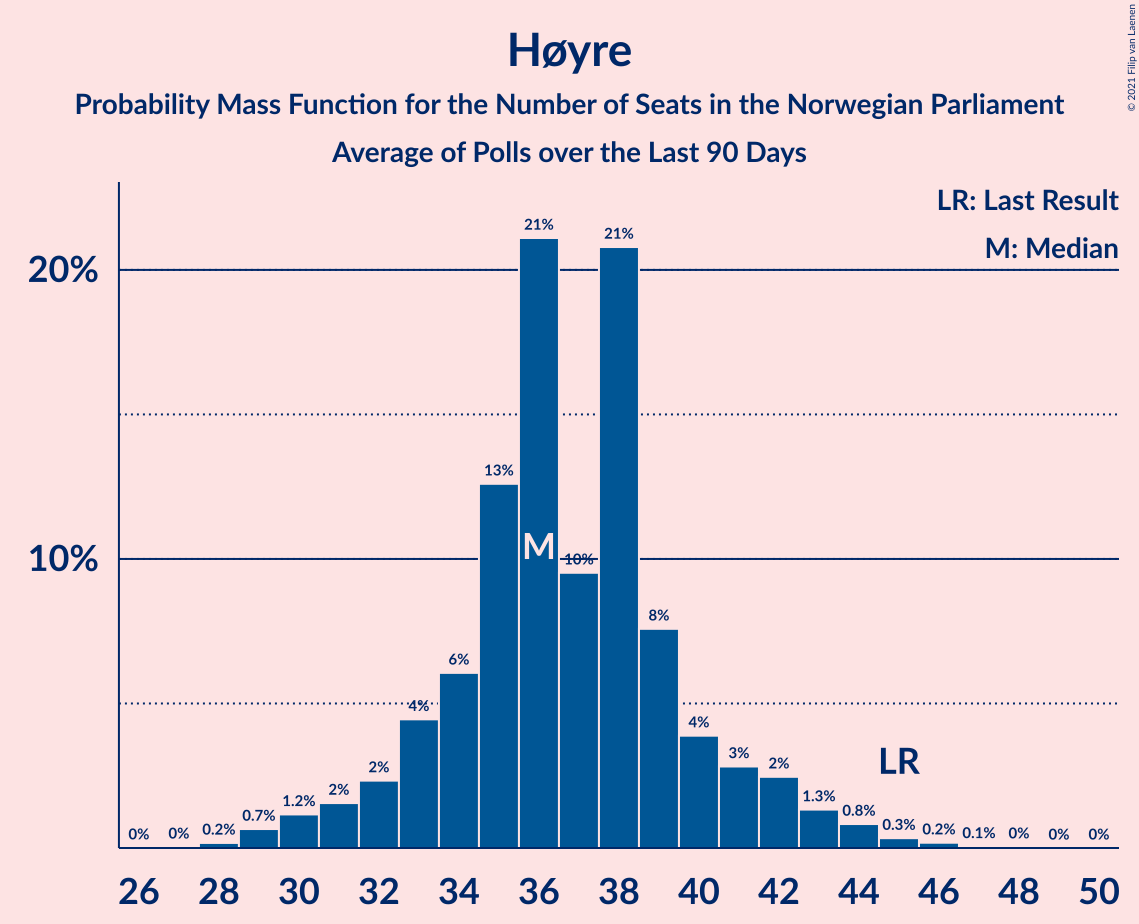 Høyre
Probability Mass Function for the Number of Seats in the Norwegian Parliament
Average of Polls over the Last 90 Days
© 2021 Filip van Laenen
LR: Last Result
M: Median
20%
10%
0% 0% 0.2% 0.7% 1.2% 2% 2% 4% 6% 13% 21% 10% 21% 8% 4% 3% 2% 1.3% 0.8% 0.3% 0.2% 0.1% 0% 0% 0%
M
LR
26 28 30 32 34 36 38 40 42 44 46 48 50